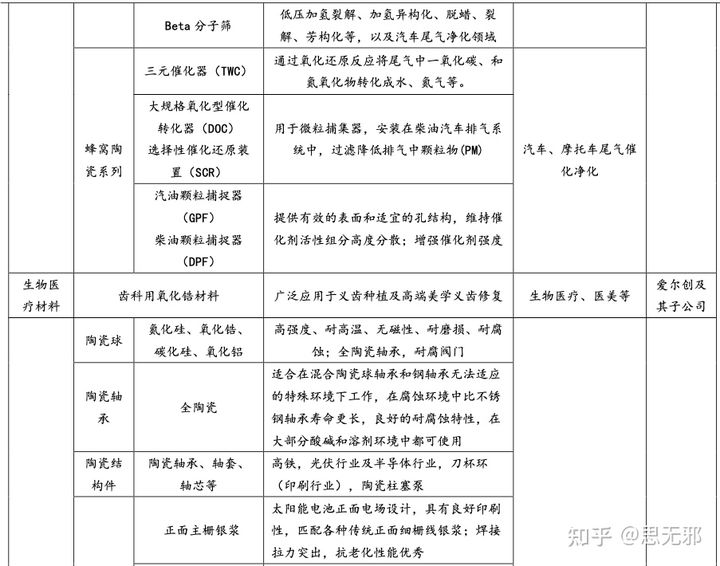 Beta 分子筛
低压加氢裂解、加氢异构化、脱蜡、裂
解、芳构化等，以及汽车尾气净化领域
蜂窝陶
瓷系列
三元催化器（TWC）
通过氧化还原反应将尾气中一氧化碳、和
氮氧化物转化成水、氮气等。
大规格氧化型催化
转化器（DOC）
选择性催化还原装
置（SCR）
用于微粒捕集器，安装在柴油汽车排气系
统中，过滤降低排气中颗粒物(PM)
汽油颗粒捕捉器
（GPF）
柴油颗粒捕捉器
（DPF）
提供有效的表面和适宜的孔结构，维持催
化剂活性组分高度分散；增强催化剂强度
汽车、摩托车尾气催
化净化
生物医
疗材料
齿科用氧化锆材料
广泛应用于义齿种植及高端美学义齿修复
生物医疗、医美等
爱尔创及
其子公司
陶瓷球
氮化硅、氧化锆、
碳化硅、氧化铝
高强度、耐高温、无磁性、耐磨损、耐腐
蚀；全陶瓷轴承，耐腐阀门
陶瓷轴
承
全陶瓷
适合在混合陶瓷球轴承和钢轴承无法适应
的特殊环境下工作，在腐蚀环境中比不锈
钢轴承寿命更长，良好的耐腐蚀特性，在
大部分酸碱和溶剂环境中都可使用
陶瓷结
构件
陶瓷轴承、轴套、
轴芯等
高铁，光伏行业及半导体行业，刀杯环
（印刷行业），陶瓷柱塞泵
正面主栅银浆
太阳能电池正面电场设计，具有良好印刷
性，匹配各种传统正面细栅线银浆；焊接
拉力突出，抗老化性能优秀
知乎 @思无邪